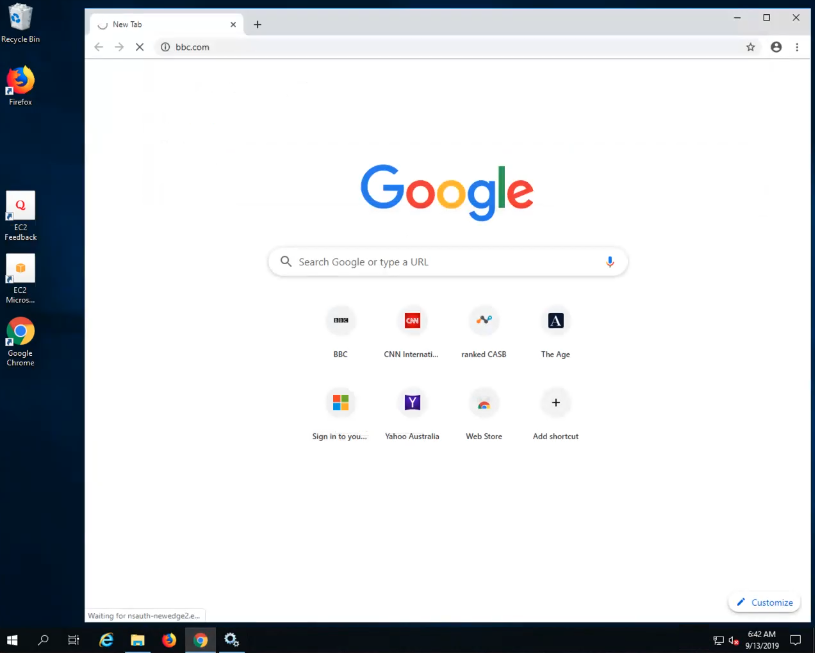 Recycle Bin
Firefox
EC2
Feedback
EC2
Micros...
Google
Chrome
New Tab
bbc.com
Google
Search Google or type a URL
BBC
BBC
CNN
CNN Internati...
ranked CASB
A
The Age
Sign in to you...
Y
Yahoo Australia
Web Store
Add shortcut
Customize
Waiting for nsauth-newedge2.e...
6:42 AM
9/13/2019